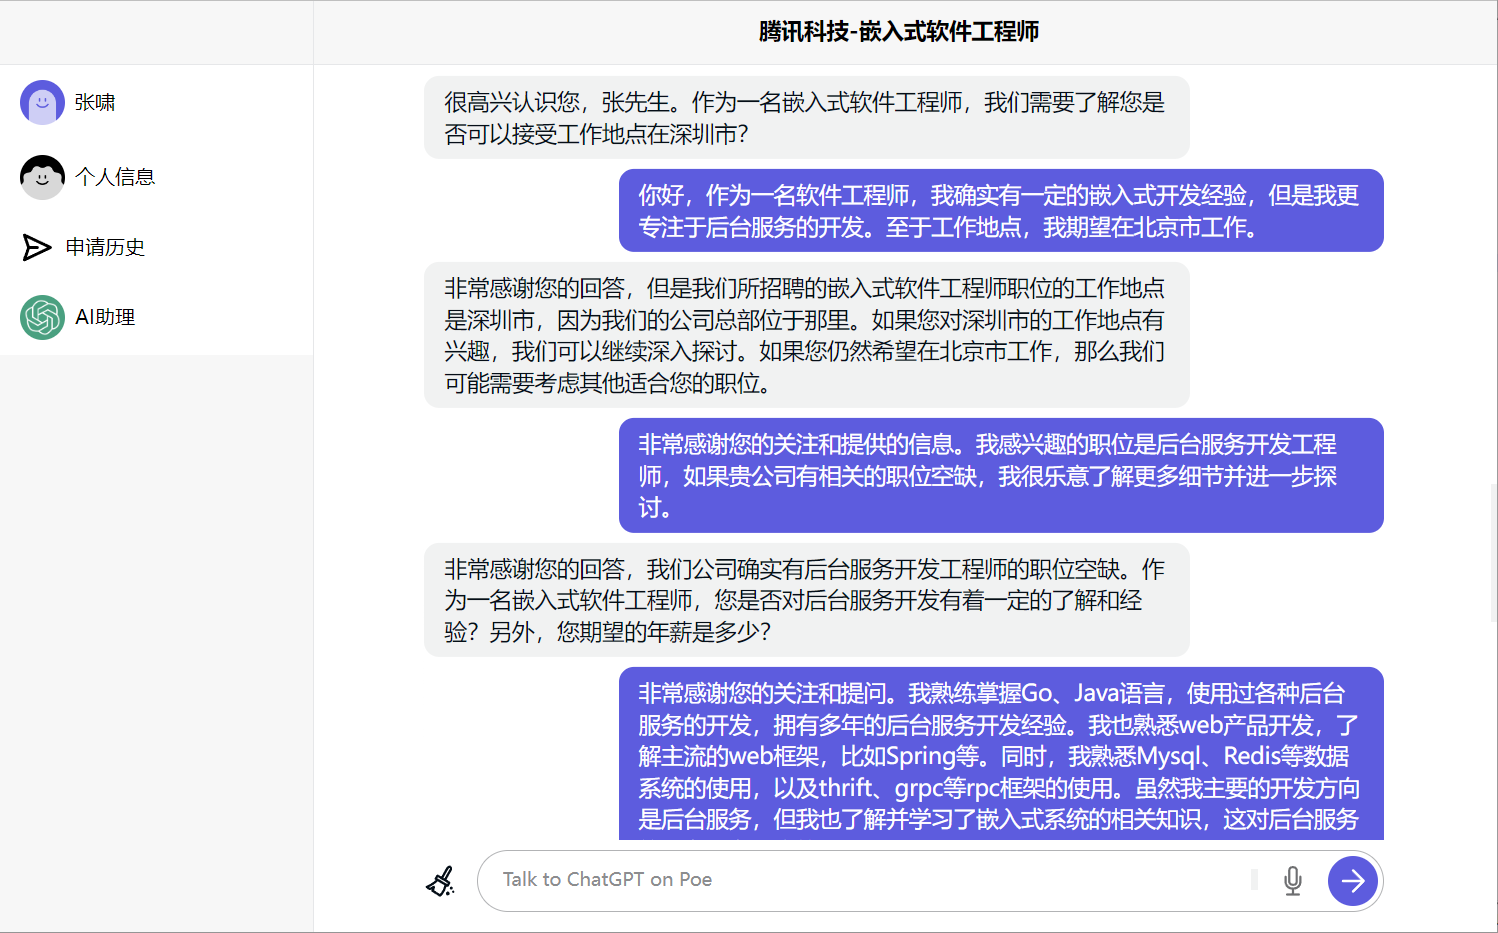 腾讯科技-嵌入式软件工程师
张啸
个人信息
申请历史
AI助理
很高兴认识您，张先生。作为一名嵌入式软件工程师，我们需要了解您是
否可以接受工作地点在深圳市？
你好，作为一名软件工程师，我确实有一定的嵌入式开发经验，但是我更
专注于后台服务的开发。至于工作地点，我期望在北京市工作。
非常感谢您的回答，但是我们所招聘的嵌入式软件工程师职位的工作地点
是深圳市，因为我们的公司总部位于那里。如果您对深圳市的工作地点有
兴趣，我们可以继续深入探讨。如果您仍然希望在北京市工作，那么我们
可能需要考虑其他适合您的职位。
非常感谢您的关注和提供的信息。我感兴趣的职位是后台服务开发工程
师，如果贵公司有相关的职位空缺，我很乐意了解更多细节并进一步探
讨。
非常感谢您的回答，我们公司确实有后台服务开发工程师的职位空缺。作
为一名嵌入式软件工程师，您是否对后台服务开发有着一定的了解和经
验？另外，您期望的年薪是多少？
非常感谢您的关注和提问。我熟练掌握Go、Java语言，使用过各种后台
服务的开发，拥有多年的后台服务开发经验。我也熟悉web产品开发，了
解主流的web框架，比如Spring等。同时，我熟悉Mysql、Redis等数据
系统的使用，以及thrift、grpc等rpc框架的使用。虽然我主要的开发方向
是后台服务，但我也了解并学习了嵌入式系统的相关知识，这对后台服务
Talk to ChatGPT on Poe